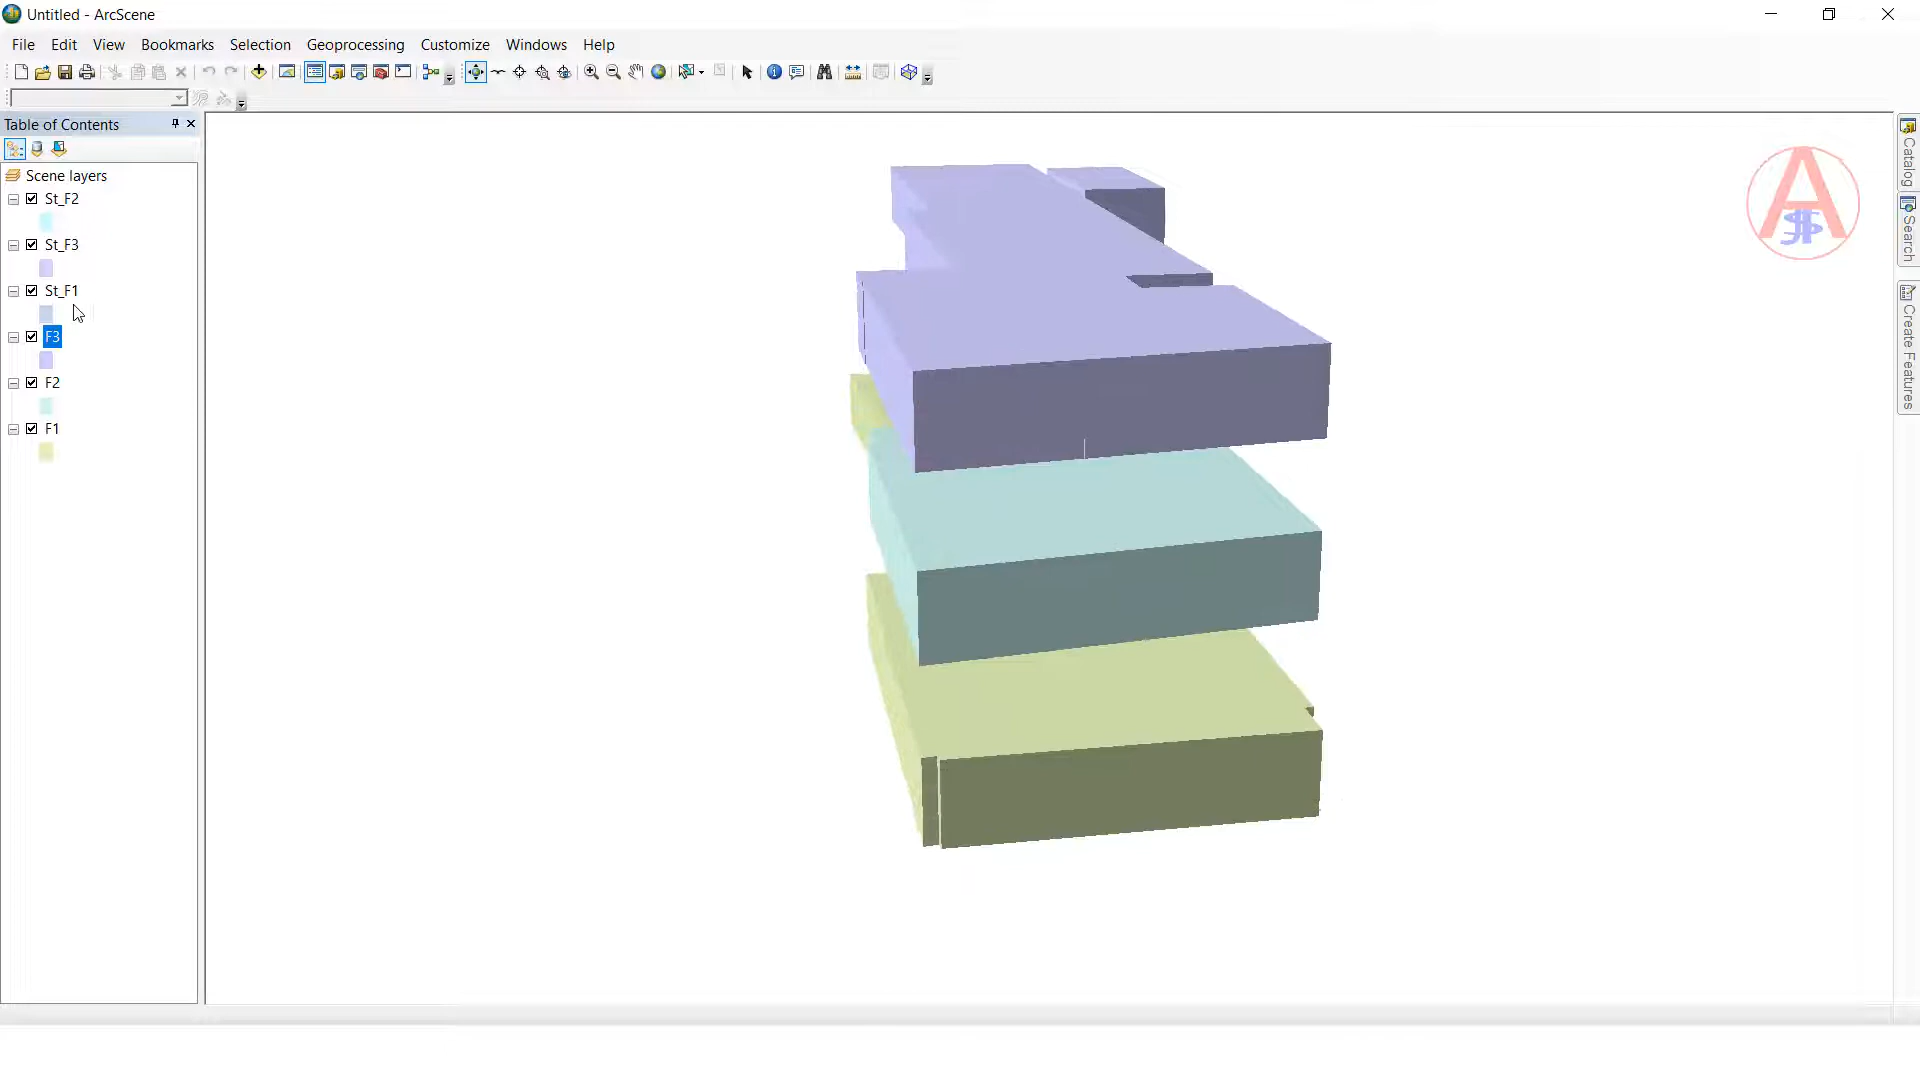 Untitled - ArcScene
File Edit View Bookmarks Selection Geoprocessing Customize Windows Help
Table of Contents
Scene layers
St_F2
St_F3
St_F1
F3
F2
F1
Catalog
Search
Create Features
A